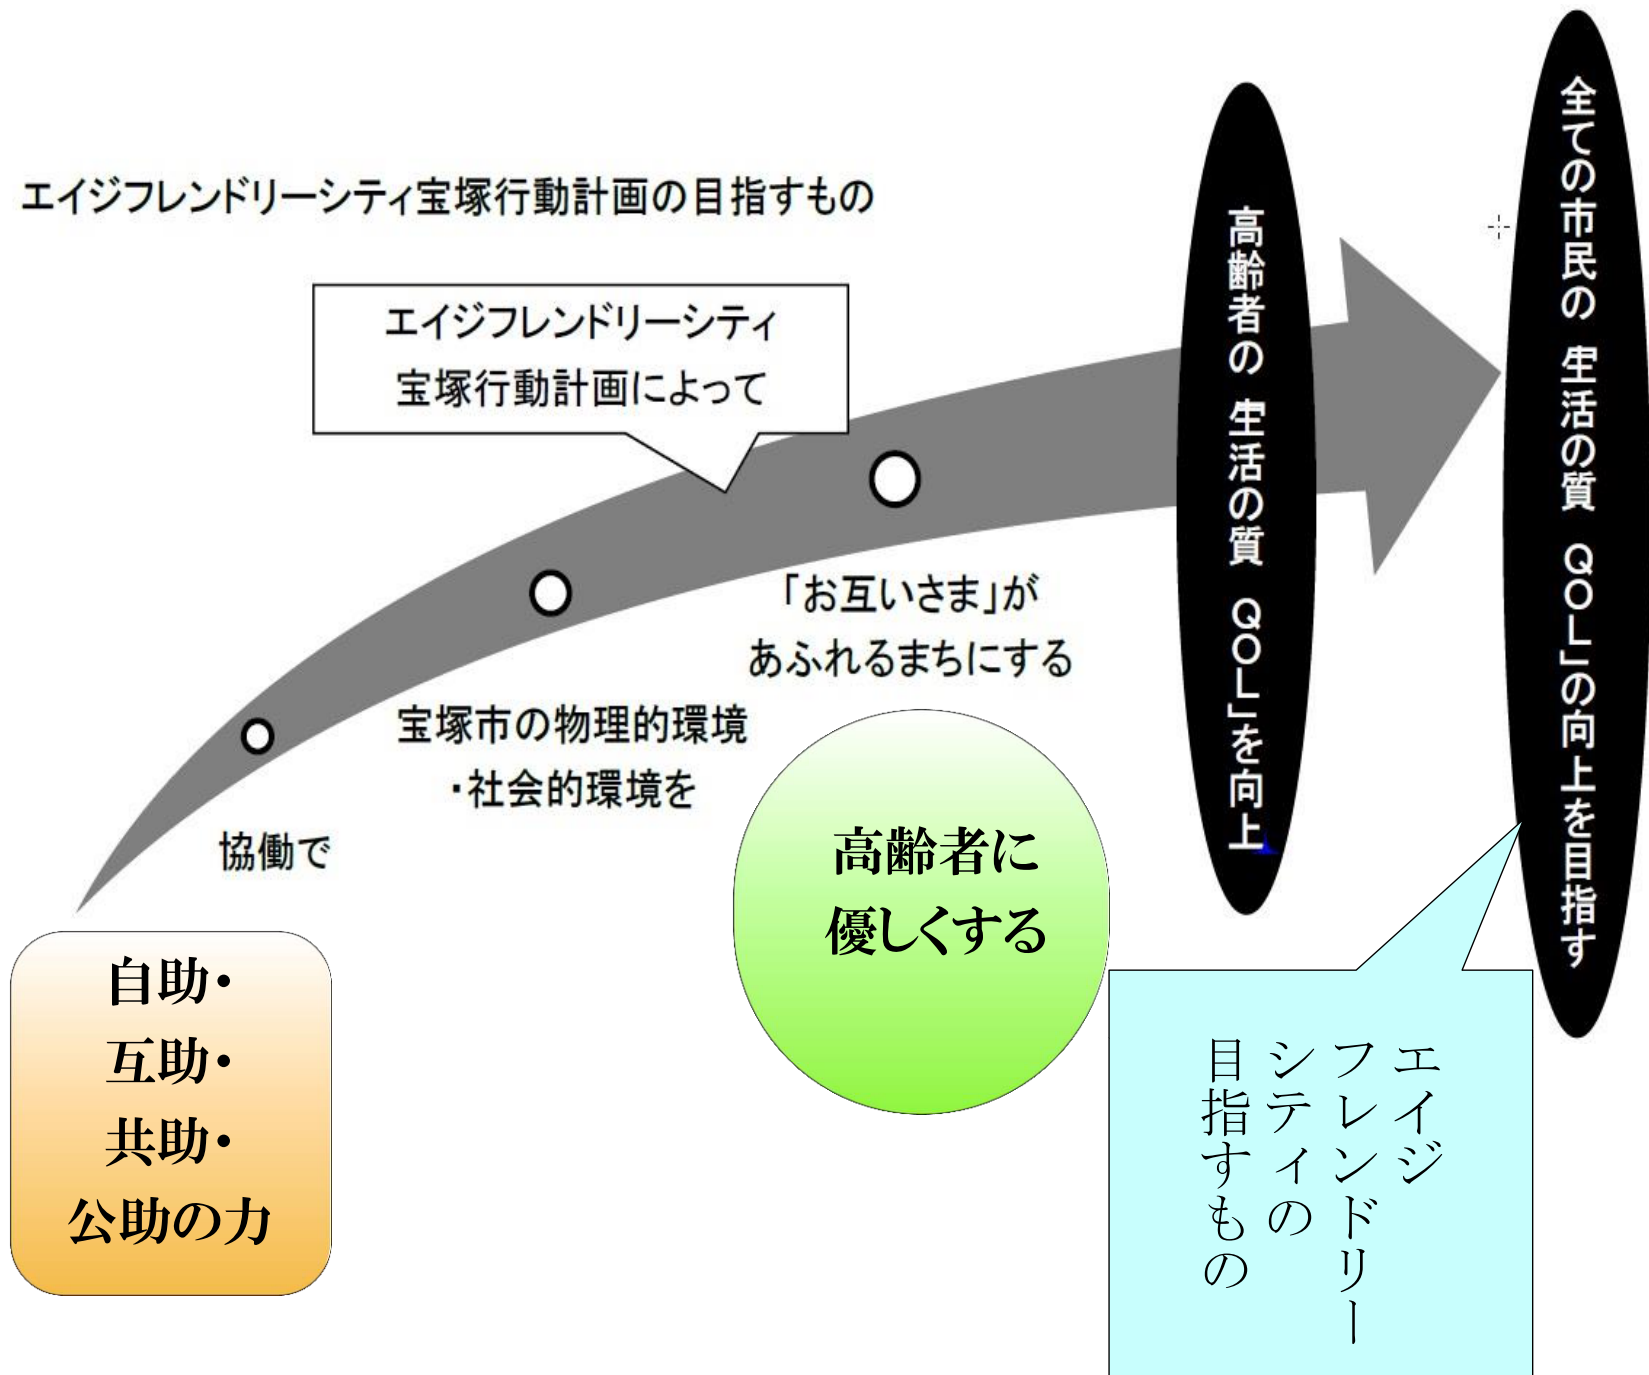 エイジフレンドリーシティ宝塚行動計画の目指すもの
エイジフレンドリーシティ
宝塚行動計画によって
協働で
宝塚市の物理的環境
・社会的環境を
「お互いさま」が
あふれるまちにする
高齢者の 生活の質 QOL」を向上
全ての市民の 生活の質 QOL」の向上を目指す
自助・
互助・
共助・
公助の力
高齢者に
優しくする
エイジ
フレンドリー
シティの
目指すもの